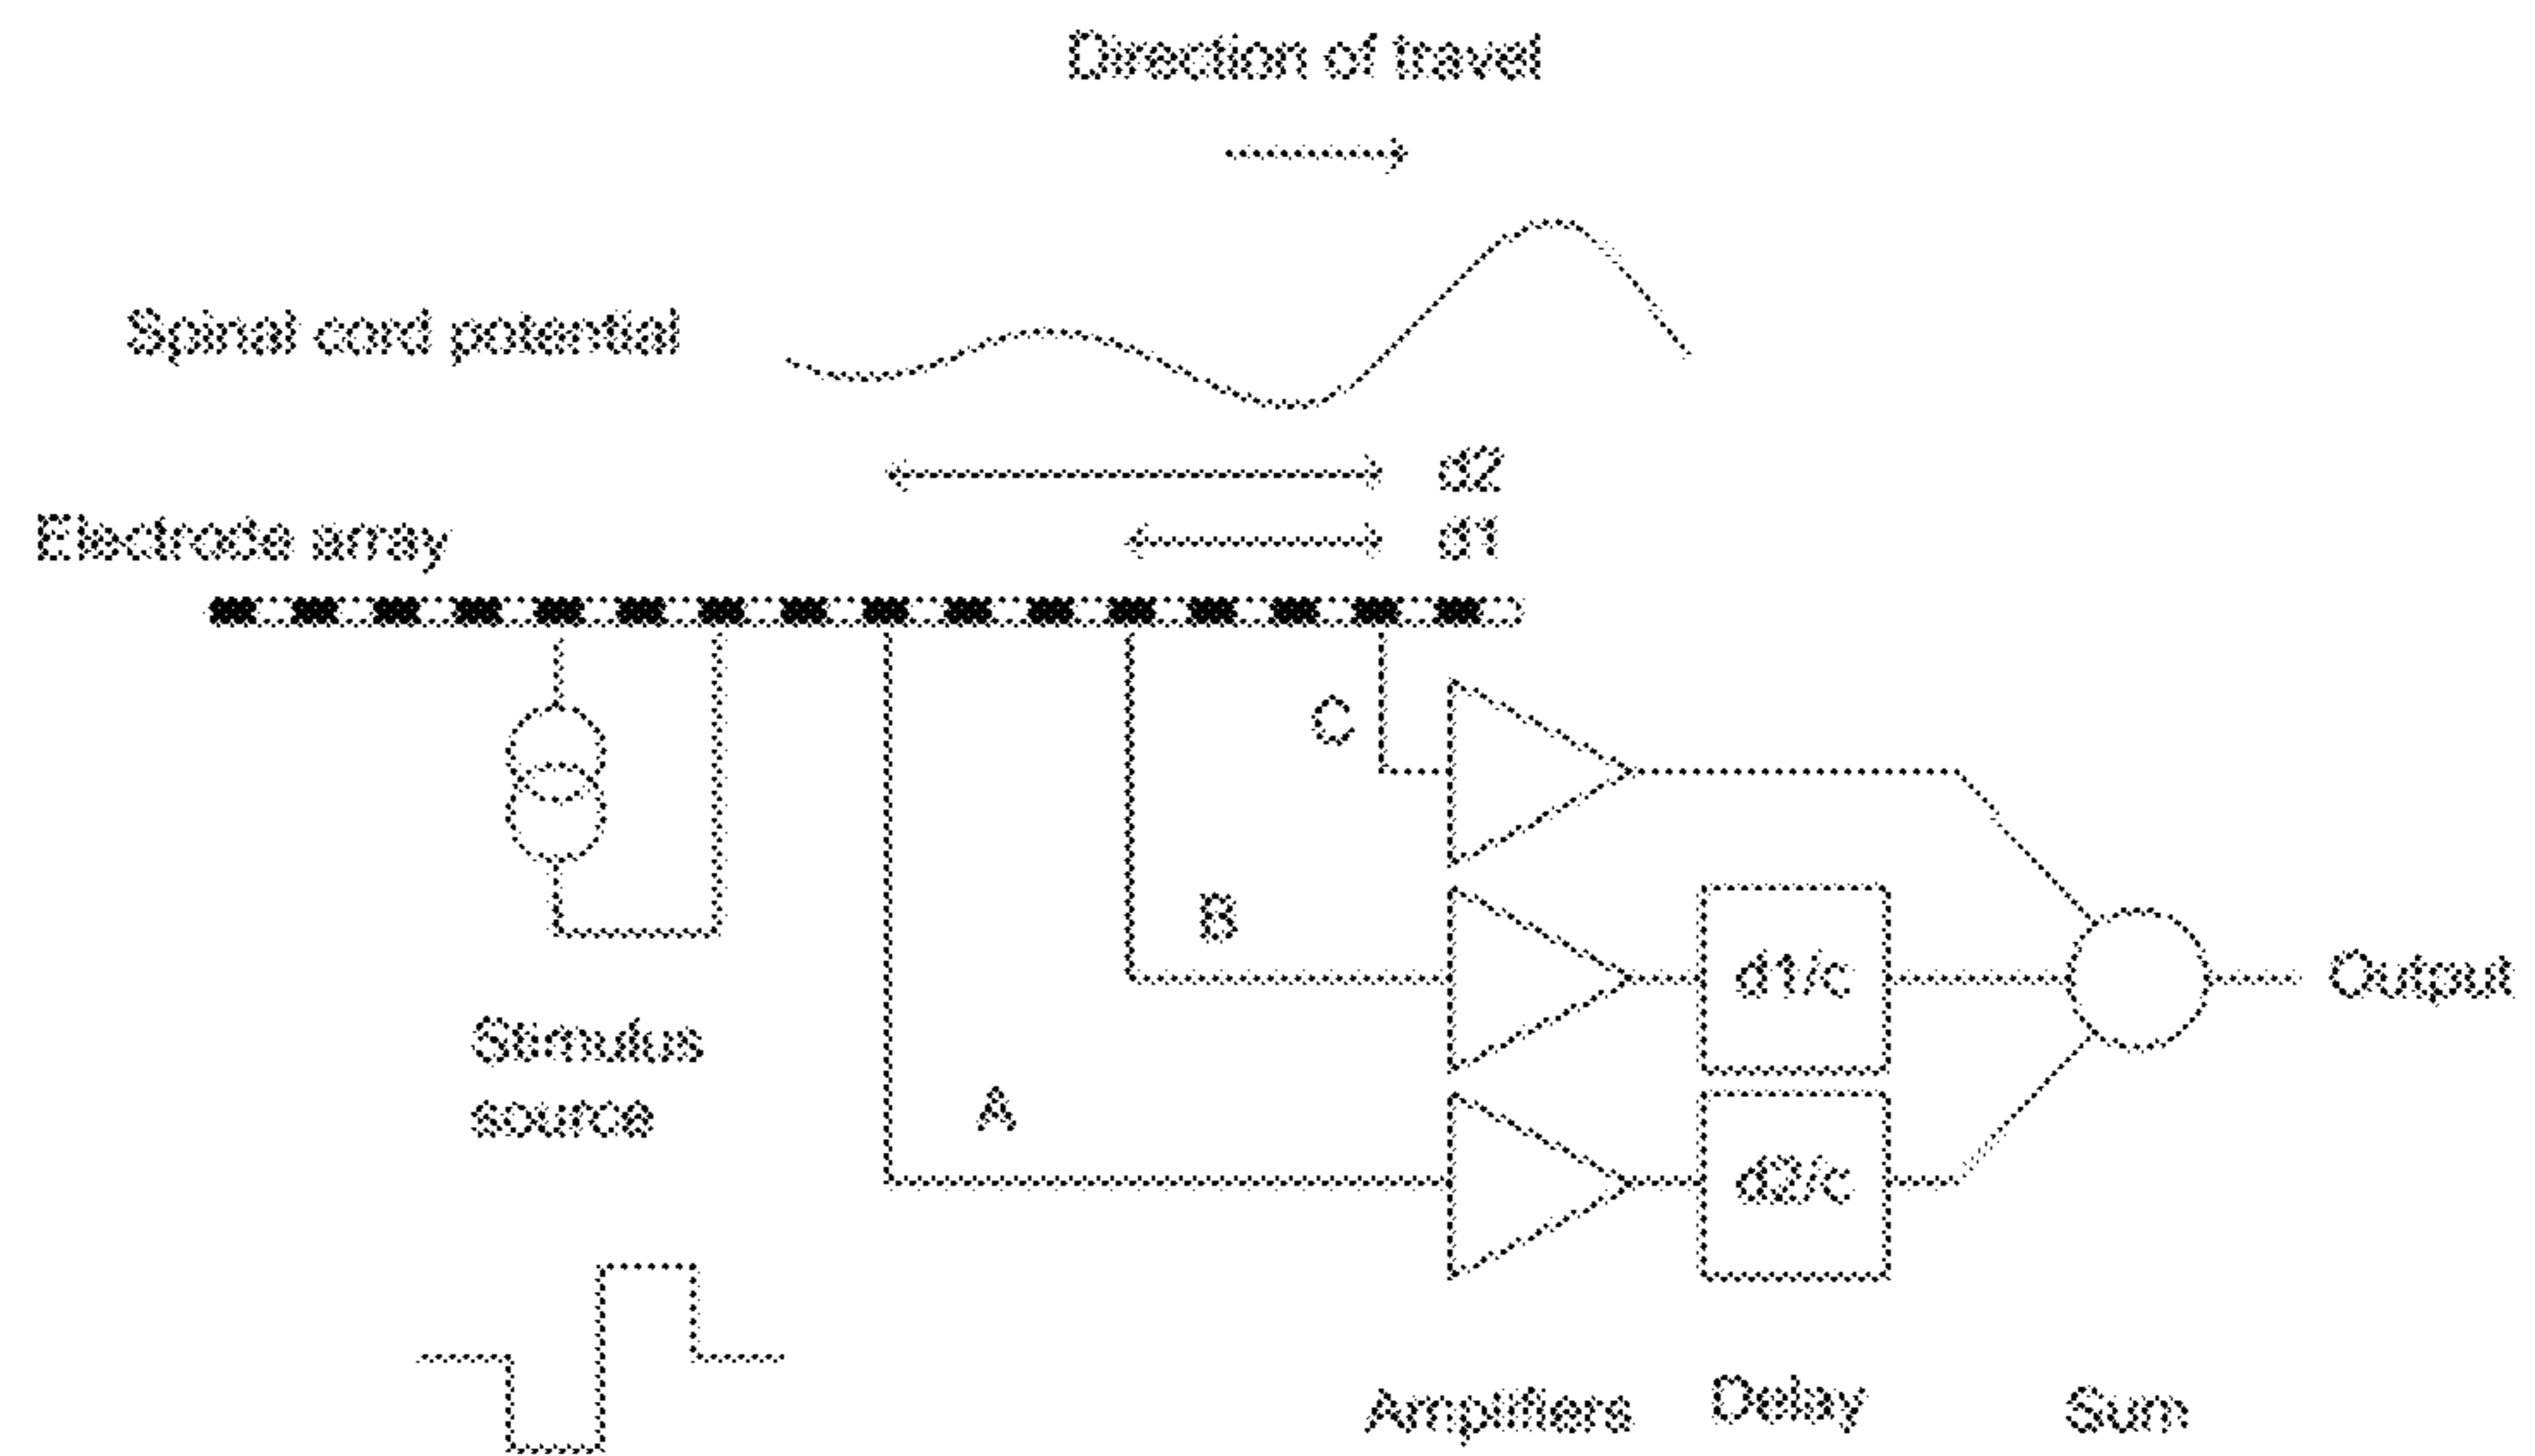 Direction of travel
Spinal cord potential
d2
Electrode array
d1
C
B
d1/c
Output
Stimulus
source
A
d2/c
Amplifiers
Delay
Sum